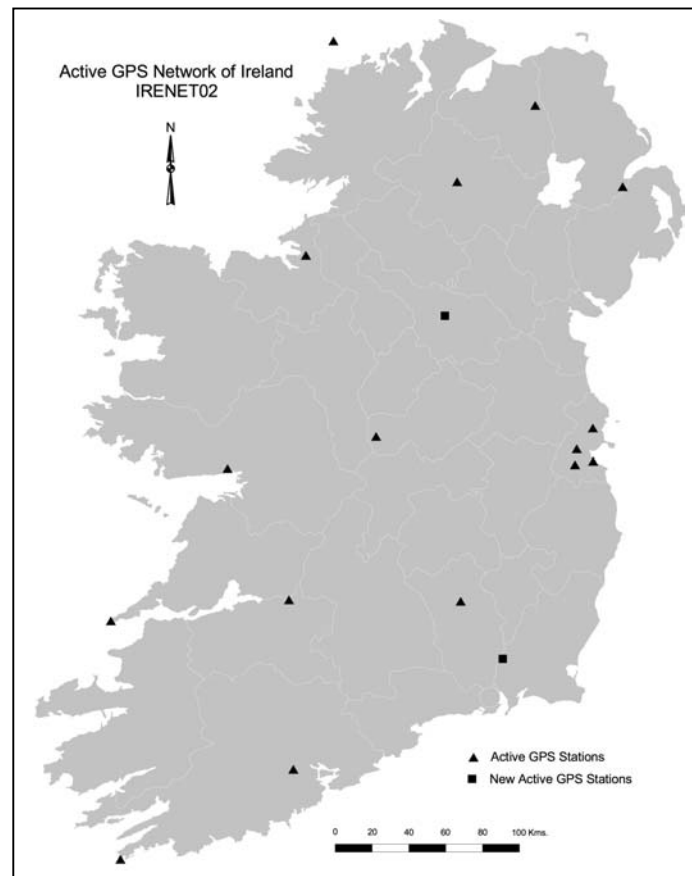 Active GPS Network of Ireland
IRENET02
N
Active GPS Stations
New Active GPS Stations
0 20 40 60 80 100 Kms.